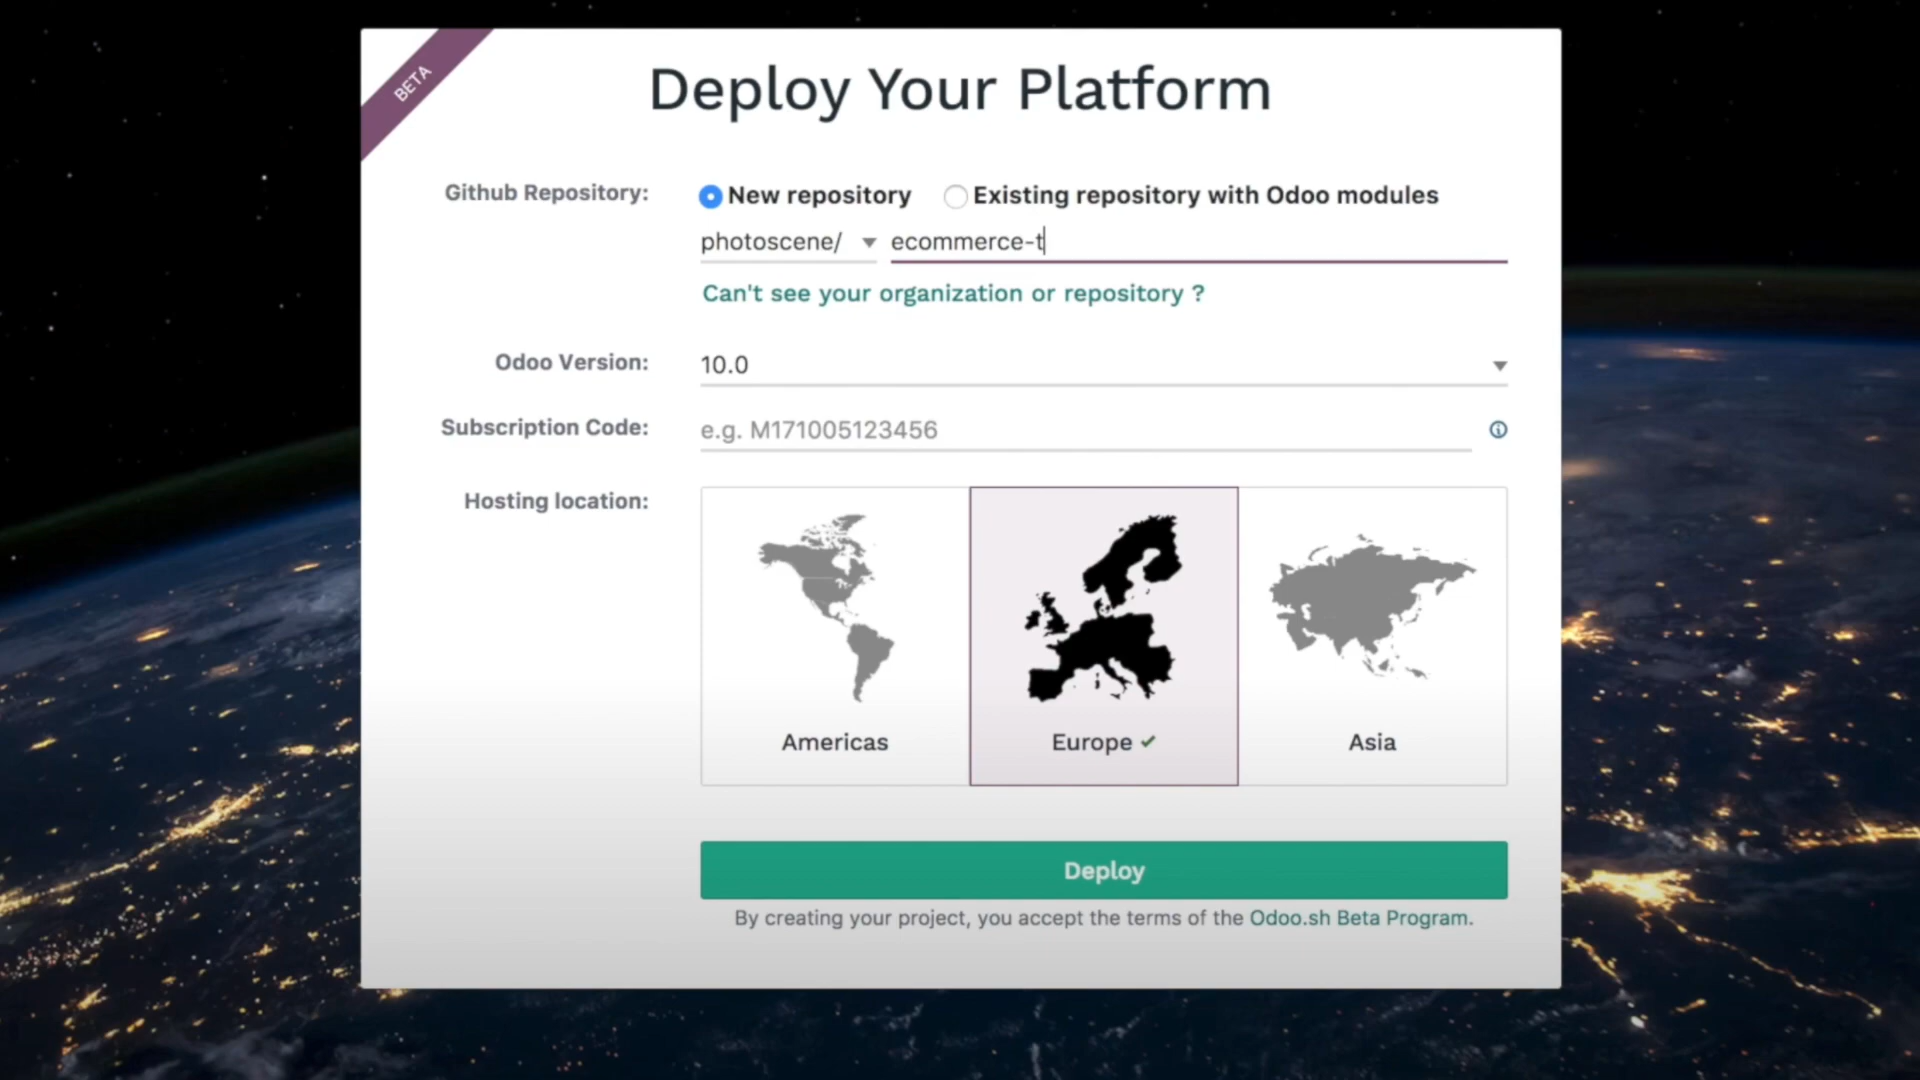 BETA
Deploy Your Platform
Github Repository:
New repository Existing repository with Odoo modules
photoscene/ ecommerce-t
Can't see your organization or repository ?
Odoo Version: 10.0
Subscription Code: e.g. M171005123456
Hosting location:
Americas Europe Asia
Deploy
By creating your project, you accept the terms of the Odoo.sh Beta Program.